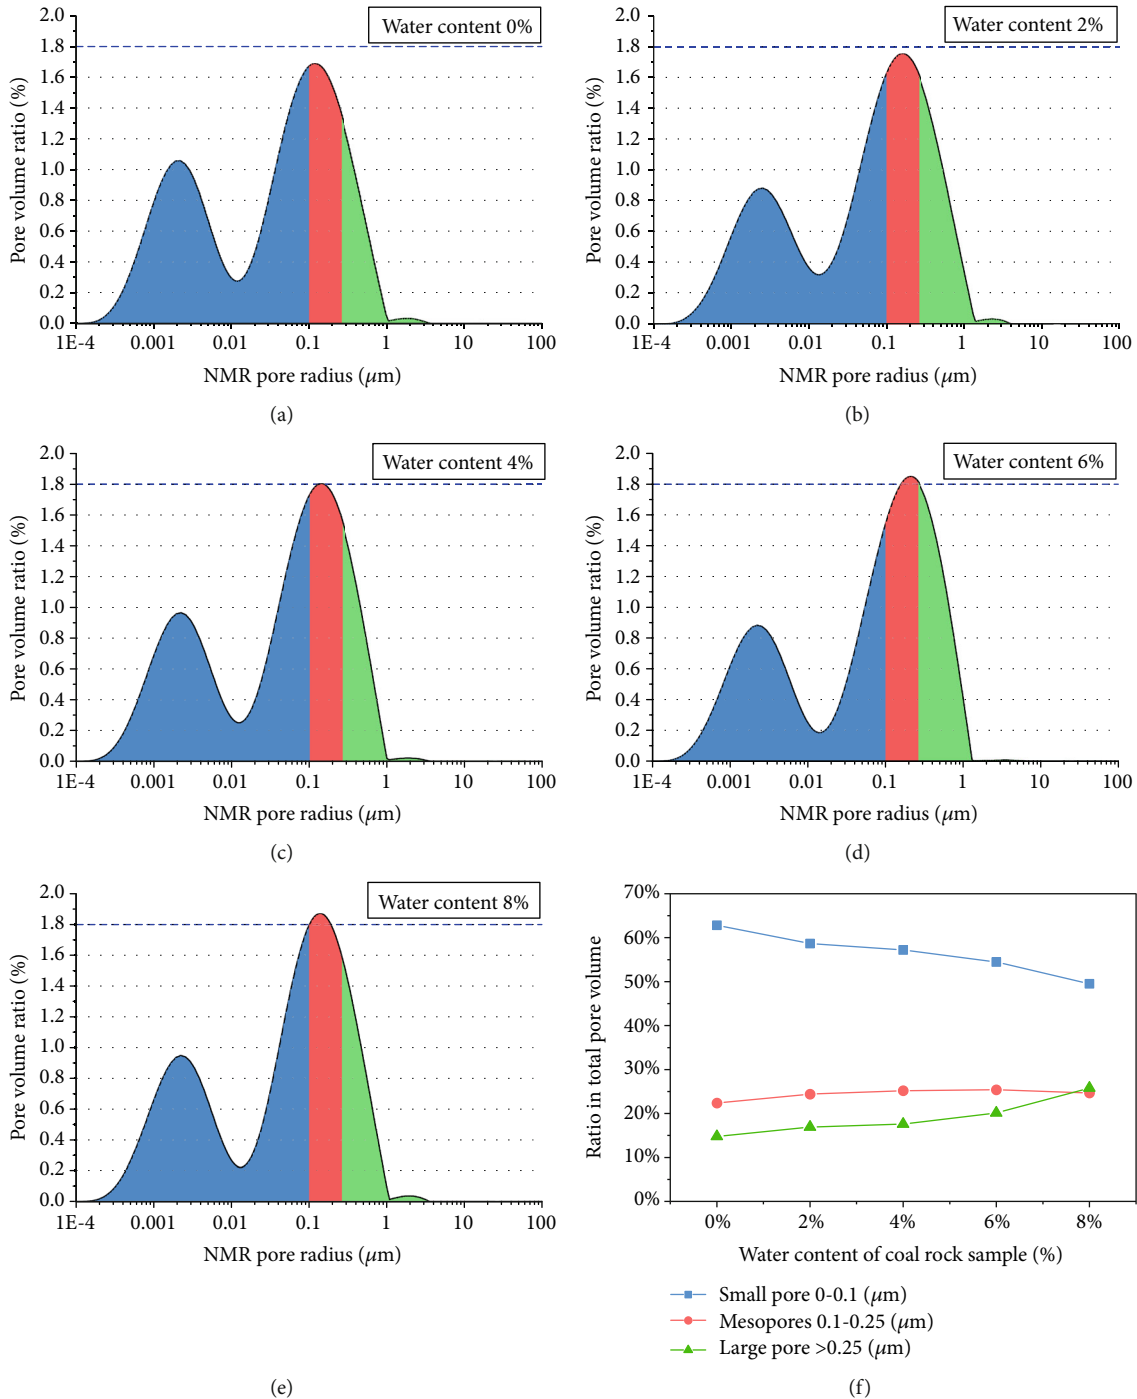 Water content 0%
Pore volume ratio (%)
2.0
1.8
1.6
1.4
1.2
1.0
0.8
0.6
0.4
0.2
0.0
1E-4 0.001 0.01 0.1 1 10 100
NMR pore radius (μm)
(a)
Water content 2%
Pore volume ratio (%)
2.0
1.8
1.6
1.4
1.2
1.0
0.8
0.6
0.4
0.2
0.0
1E-4 0.001 0.01 0.1 1 10 100
NMR pore radius (μm)
(b)
Water content 4%
Pore volume ratio (%)
2.0
1.8
1.6
1.4
1.2
1.0
0.8
0.6
0.4
0.2
0.0
1E-4 0.001 0.01 0.1 1 10 100
NMR pore radius (μm)
(c)
Water content 6%
Pore volume ratio (%)
2.0
1.8
1.6
1.4
1.2
1.0
0.8
0.6
0.4
0.2
0.0
1E-4 0.001 0.01 0.1 1 10 100
NMR pore radius (μm)
(d)
Water content 8%
Pore volume ratio (%)
2.0
1.8
1.6
1.4
1.2
1.0
0.8
0.6
0.4
0.2
0.0
1E-4 0.001 0.01 0.1 1 10 100
NMR pore radius (μm)
(e)
Ratio in total pore volume
70%
60%
50%
40%
30%
20%
10%
0%
0% 2% 4% 6% 8%
Water content of coal rock sample (%)
Small pore 0-0.1 (μm)
Mesopores 0.1-0.25 (μm)
Large pore >0.25 (μm)
(f)